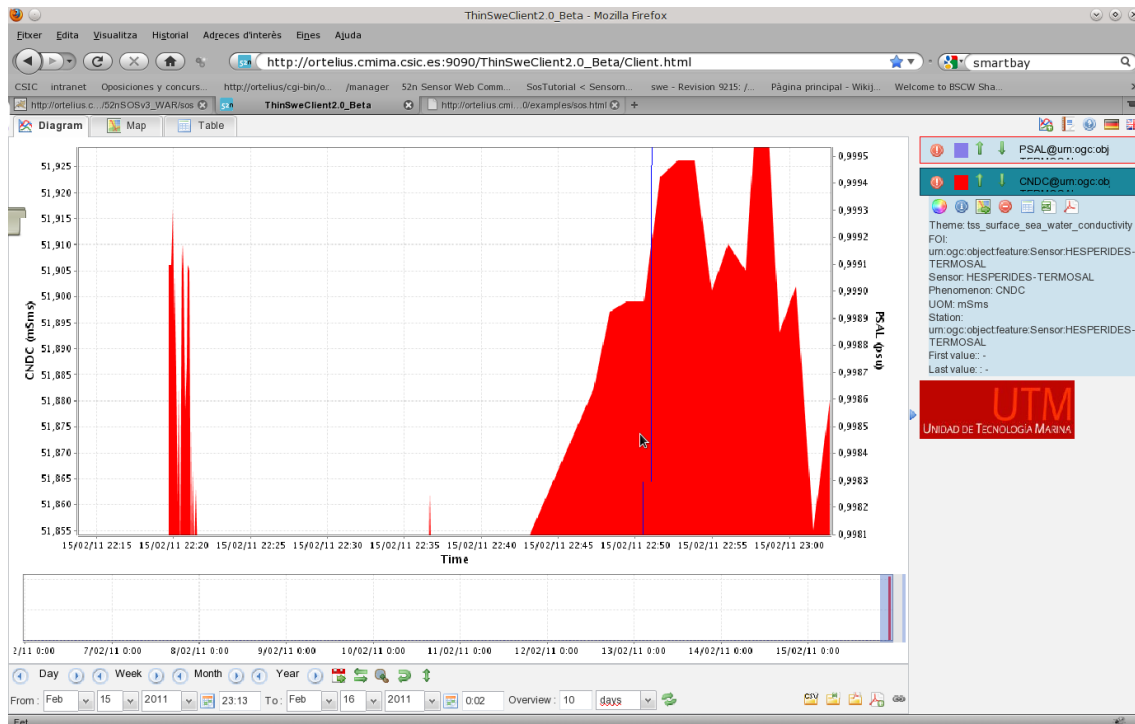 ThinSweClient2.0_Beta - Mozilla Firefox
Fitxer Edita Visualitza Historial Adreces d'interès Eines Ajuda
http://ortelius.cmima.csic.es:9090/ThinSweClient2.0_Beta/Client.html
smartbay
CSIC intranet Oposiciones y concurs... http://ortelius/cgi-bin/o... /manager 52n Sensor Web Comm... SosTutorial < Sensorn... swe - Revision 9215: /... Pàgina principal - Wikij... Welcome to BSCW Sha...
http://ortelius.c.../52nSOSv3_WAR/sos ThinSweClient2.0_Beta http://ortelius.cmi....0/examples/sos.html
Diagram Map Table
51,925
51,920
51,915
51,910
51,905
51,900
51,895
51,890
51,885
51,880
51,875
51,870
51,865
51,860
51,855
CNDC (mSms)
0,9995
0,9994
0,9993
0,9992
0,9991
0,9990
0,9989
0,9988
0,9987
0,9986
0,9985
0,9984
0,9983
0,9982
0,9981
PSAL (psu)
15/02/11 22:15 15/02/11 22:20 15/02/11 22:25 15/02/11 22:30 15/02/11 22:35 15/02/11 22:40 15/02/11 22:45 15/02/11 22:50 15/02/11 22:55 15/02/11 23:00
Time
PSAL@urn:ogc:obj
TERMOSAL
CNDC@urn:ogc:ob
TERMOSAL
Theme: tss_surface_sea_water_conductivity
FOI:
urn:ogc:object:feature:Sensor:HESPERIDES-
TERMOSAL
Sensor: HESPERIDES-TERMOSAL
Phenomenon: CNDC
UOM: mSms
Station:
urn:ogc:object:feature:Sensor:HESPERIDES-
TERMOSAL
First value:: -
Last value: : -
UTM
UNIDAD DE TECNOLOGÍA MARINA
2/11 0:00 7/02/11 0:00 8/02/11 0:00 9/02/11 0:00 10/02/11 0:00 11/02/11 0:00 12/02/11 0:00 13/02/11 0:00 14/02/11 0:00 15/02/11 0:00
Day Week Month Year
From : Feb 15 2011 23:13 To : Feb 16 2011 0:02 Overview : 10 days
CSV
Fet